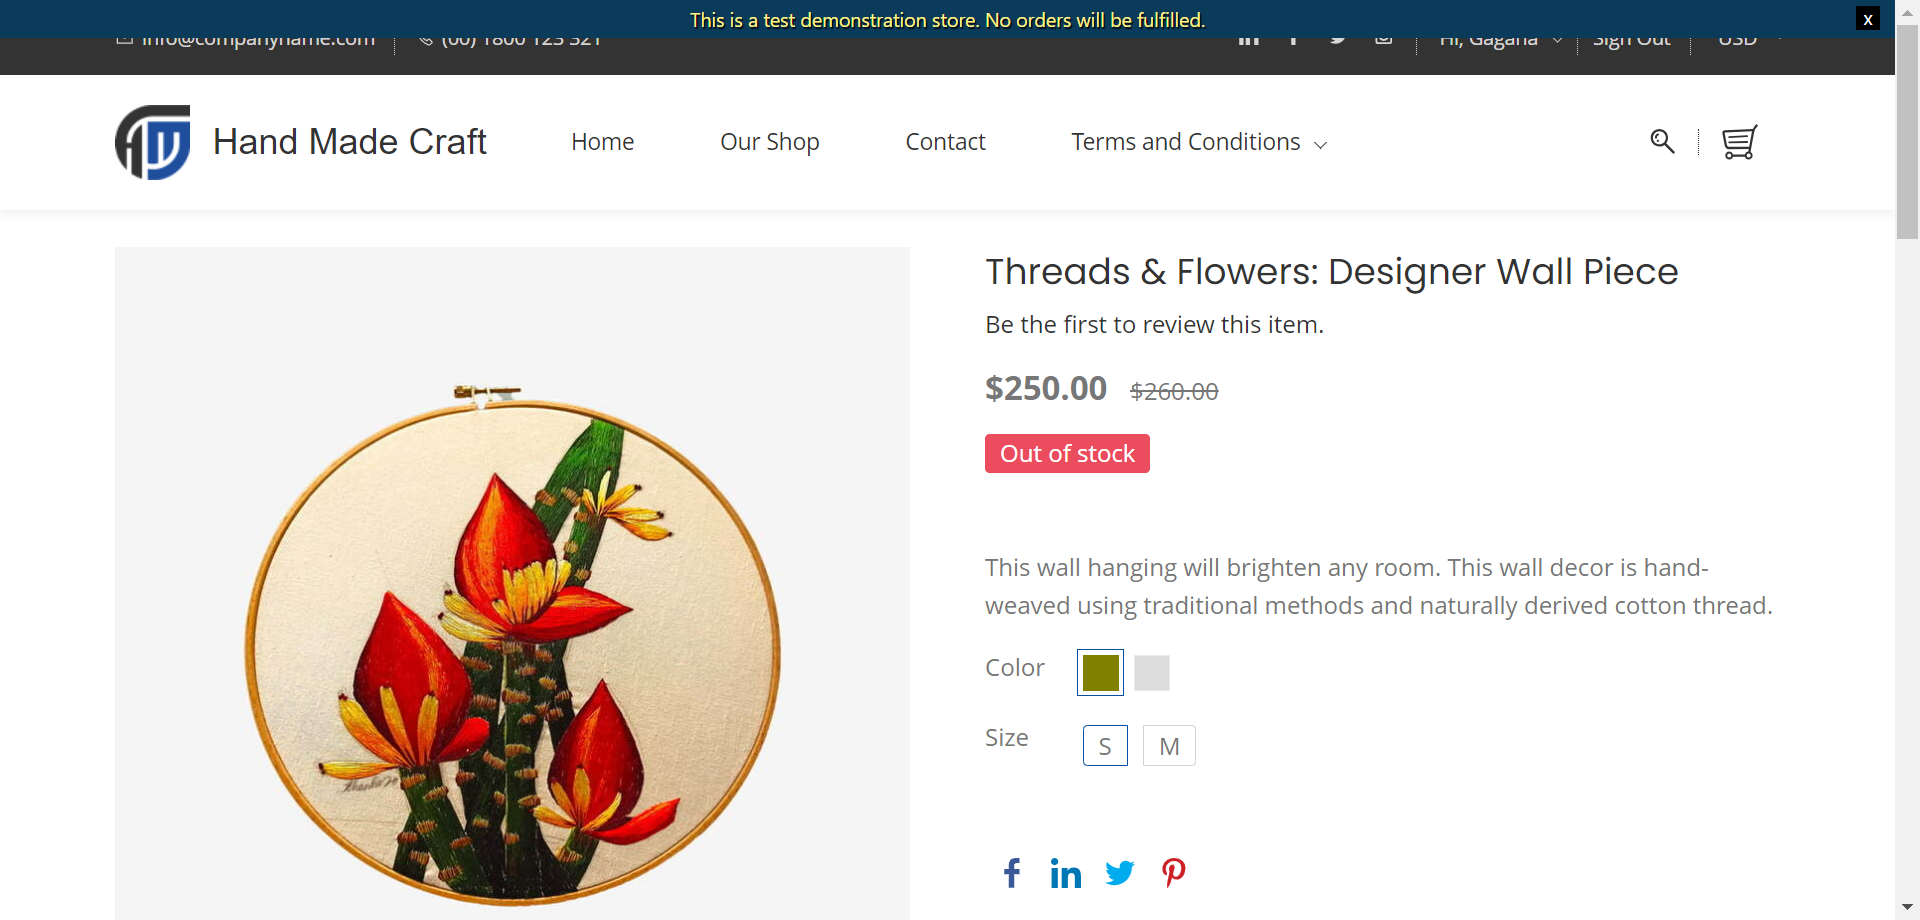 This is a test demonstration store. No orders will be fulfilled.
x
info@companyname.com
(00) 1800 123 321
Hi, Gagana
Sign Out
USD
Hand Made Craft
Home
Our Shop
Contact
Terms and Conditions
Threads & Flowers: Designer Wall Piece
Be the first to review this item.
$250.00 $260.00
Out of stock
This wall hanging will brighten any room. This wall decor is hand-
weaved using traditional methods and naturally derived cotton thread.
Color
Size
S M